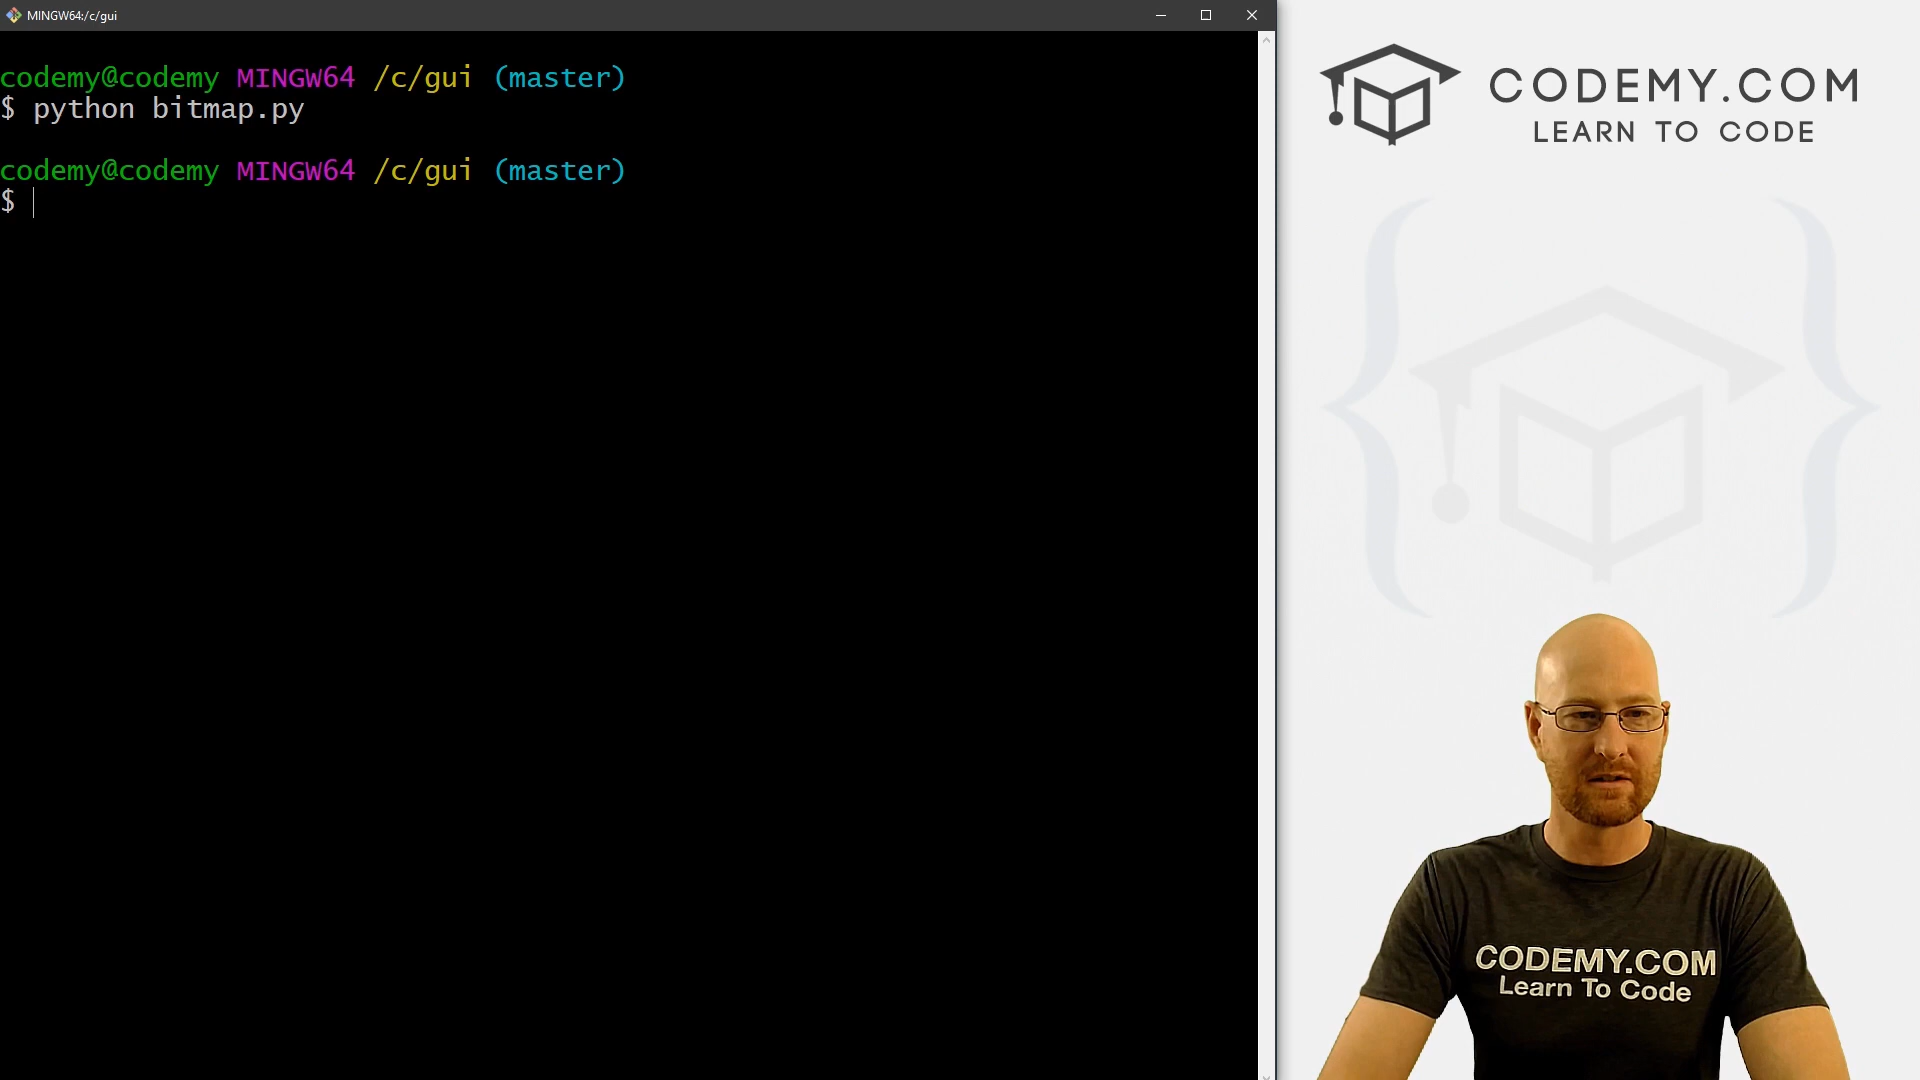 MINGW64:/c/gui
codemy@codemy MINGW64 /c/gui (master)
$ python bitmap.py
codemy@codemy MINGW64 /c/gui (master)
$
CODEMY.COM
LEARN TO CODE
CODEMY.COM
Learn To Code